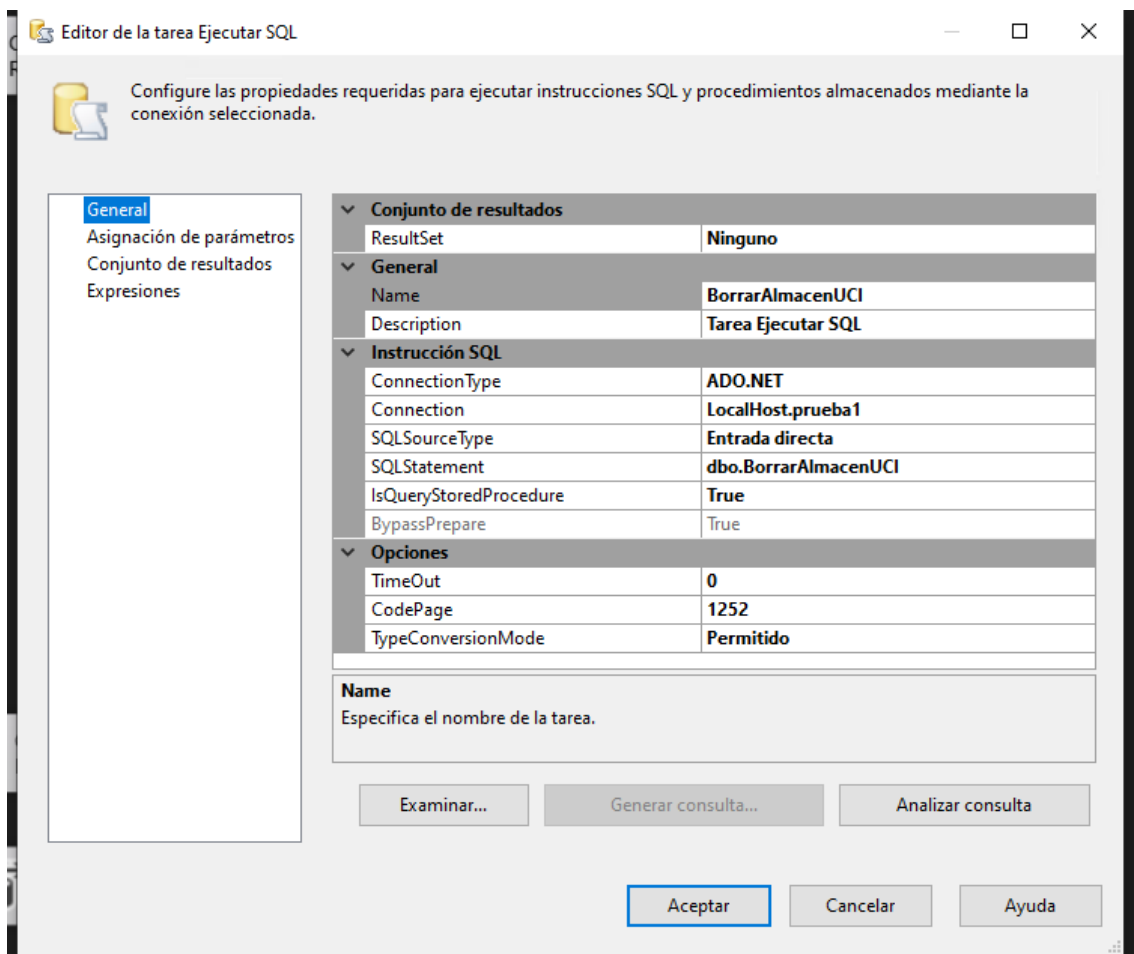 Editor de la tarea Ejecutar SQL
Configure las propiedades requeridas para ejecutar instrucciones SQL y procedimientos almacenados mediante la
conexión seleccionada.
General
Asignación de parámetros
Conjunto de resultados
Expresiones
Conjunto de resultados
ResultSet Ninguno
General
Name BorrarAlmacenUCI
Description Tarea Ejecutar SQL
Instrucción SQL
ConnectionType ADO.NET
Connection LocalHost.prueba1
SQLSourceType Entrada directa
SQLStatement dbo.BorrarAlmacenUCI
IsQueryStoredProcedure True
BypassPrepare True
Opciones
TimeOut 0
CodePage 1252
TypeConversionMode Permitido
Name
Especifica el nombre de la tarea.
Examinar... Generar consulta... Analizar consulta
Aceptar Cancelar Ayuda